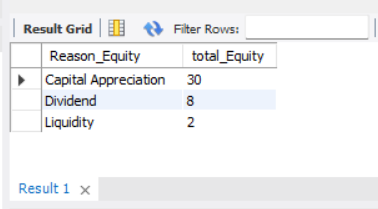 Result Grid Filter Rows:
Reason_Equity total_Equity
Capital Appreciation 30
Dividend 8
Liquidity 2
Result 1 ×